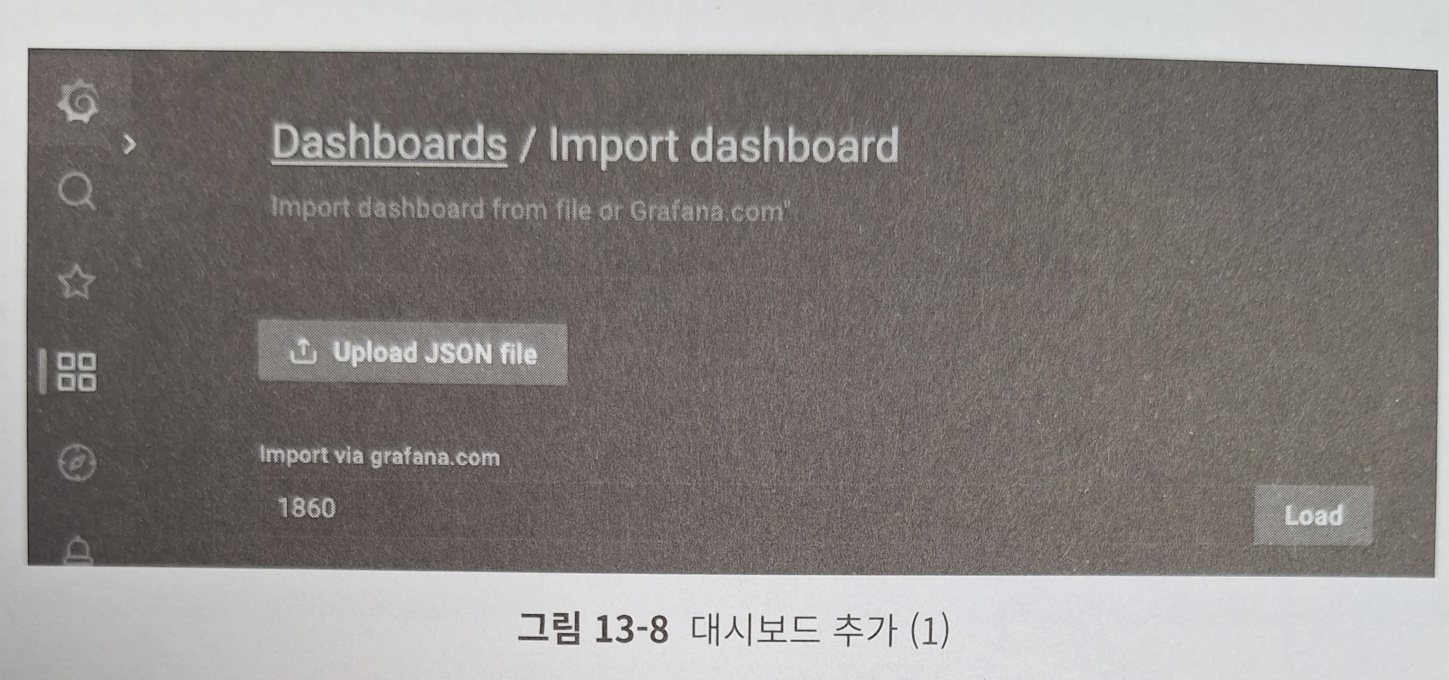 Dashboards / Import dashboard
Import dashboard from file or Grafana.com"
Upload JSON file
Import via grafana.com
1860
Load
그림 13-8 대시보드 추가 (1)